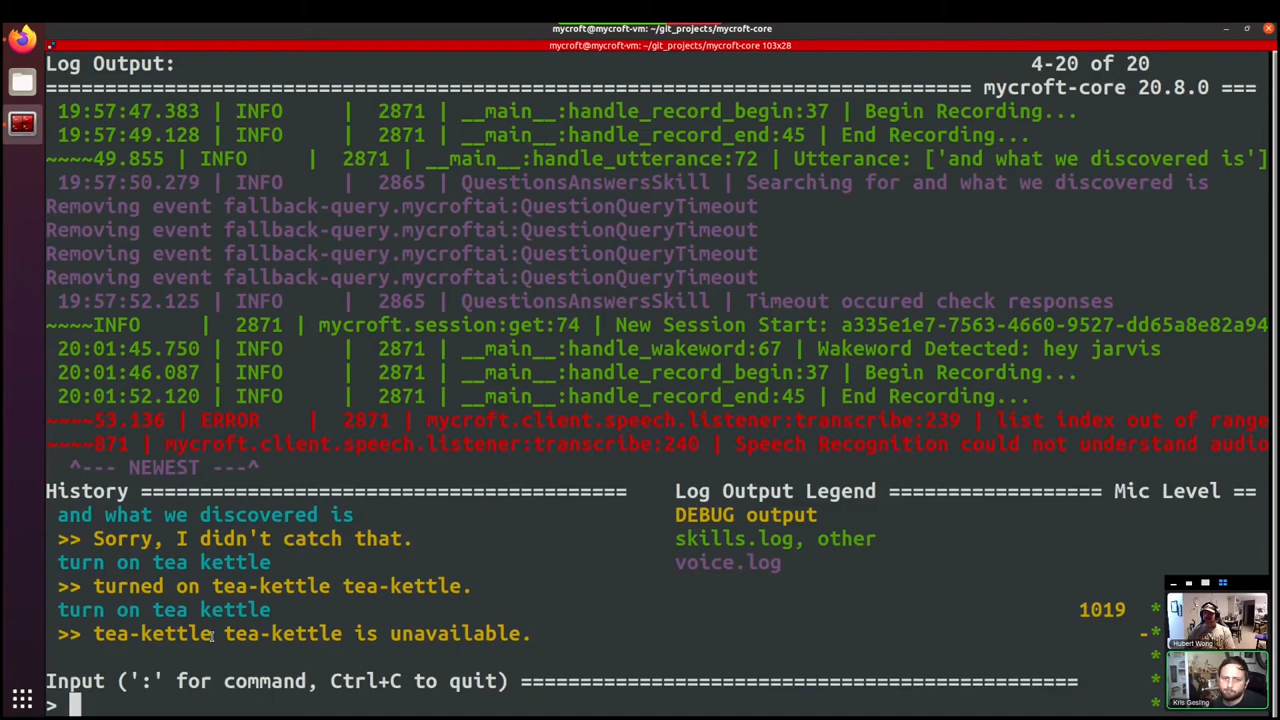 mycroft@mycroft-vm: ~/git_projects/mycroft-core
mycroft@mycroft-vm: ~/git_projects/mycroft-core 103x28
Log Output: 4-20 of 20
============================================================================== mycroft-core 20.8.0 ===
19:57:47.383 | INFO     |  2871 | __main__:handle_record_begin:37 | Begin Recording...
19:57:49.128 | INFO     |  2871 | __main__:handle_record_end:45 | End Recording...
~~~~49.855 | INFO     |  2871 | __main__:handle_utterance:72 | Utterance: ['and what we discovered is']
19:57:50.279 | INFO     |  2865 | QuestionsAnswersSkill | Searching for and what we discovered is
Removing event fallback-query.mycroftai:QuestionQueryTimeout
Removing event fallback-query.mycroftai:QuestionQueryTimeout
Removing event fallback-query.mycroftai:QuestionQueryTimeout
Removing event fallback-query.mycroftai:QuestionQueryTimeout
19:57:52.125 | INFO     |  2865 | QuestionsAnswersSkill | Timeout occured check responses
~~~~INFO     |  2871 | mycroft.session:get:74 | New Session Start: a335e1e7-7563-4660-9527-dd65a8e82a94
20:01:45.750 | INFO     |  2871 | __main__:handle_wakeword:67 | Wakeword Detected: hey jarvis
20:01:46.087 | INFO     |  2871 | __main__:handle_record_begin:37 | Begin Recording...
20:01:52.120 | INFO     |  2871 | __main__:handle_record_end:45 | End Recording...
~~~~53.136 | ERROR    |  2871 | mycroft.client.speech.listener:transcribe:239 | list index out of range
~~~~871 | mycroft.client.speech.listener:transcribe:240 | Speech Recognition could not understand audio
^--- NEWEST ---^
History ========================================= Log Output Legend ================== Mic Level ==
and what we discovered is DEBUG output
>> Sorry, I didn't catch that. skills.log, other
turn on tea kettle voice.log
>> turned on tea-kettle tea-kettle.
turn on tea kettle 1019 *
>> tea-kettle tea-kettle is unavailable. -*
*
Input (':' for command, Ctrl+C to quit) =============================================== *
> *
Hubert Wong
Kris Gesling